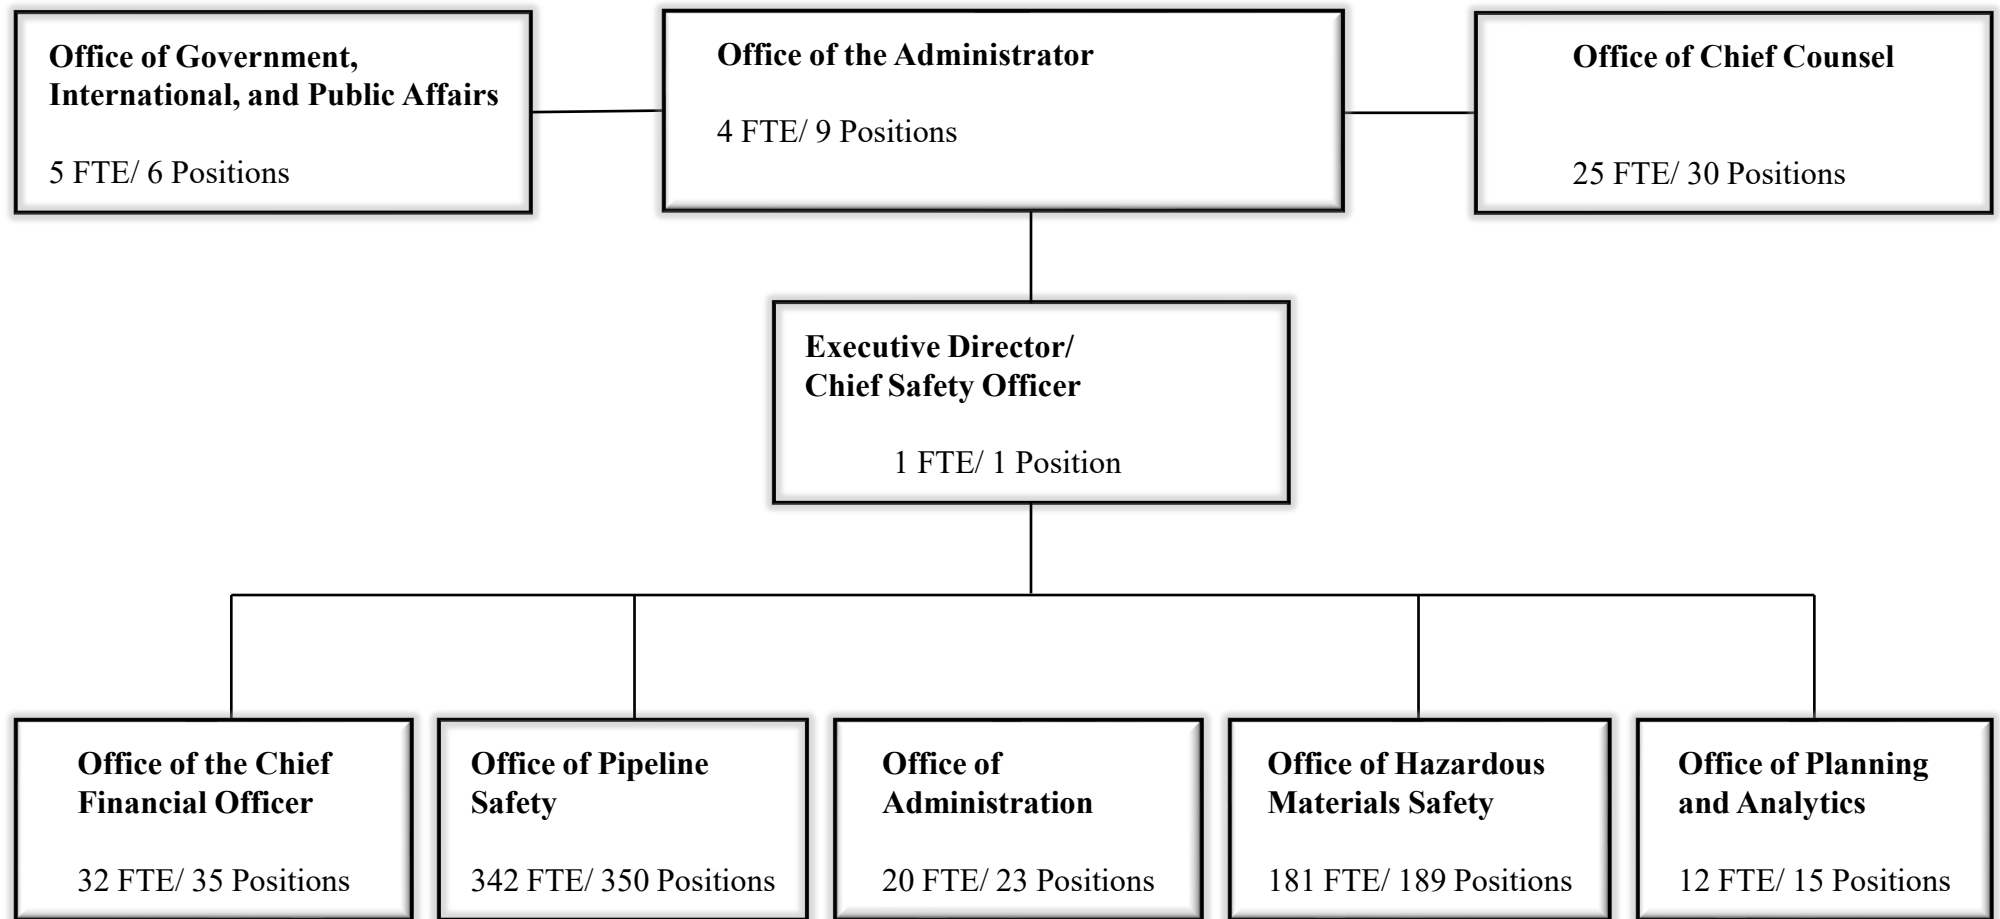 Office of Government,
International, and Public Affairs
5 FTE/ 6 Positions
Office of the Administrator
4 FTE/ 9 Positions
Office of Chief Counsel
25 FTE/ 30 Positions
Executive Director/
Chief Safety Officer
1 FTE/ 1 Position
Office of the Chief
Financial Officer
32 FTE/ 35 Positions
Office of Pipeline
Safety
342 FTE/ 350 Positions
Office of
Administration
20 FTE/ 23 Positions
Office of Hazardous
Materials Safety
181 FTE/ 189 Positions
Office of Planning
and Analytics
12 FTE/ 15 Positions